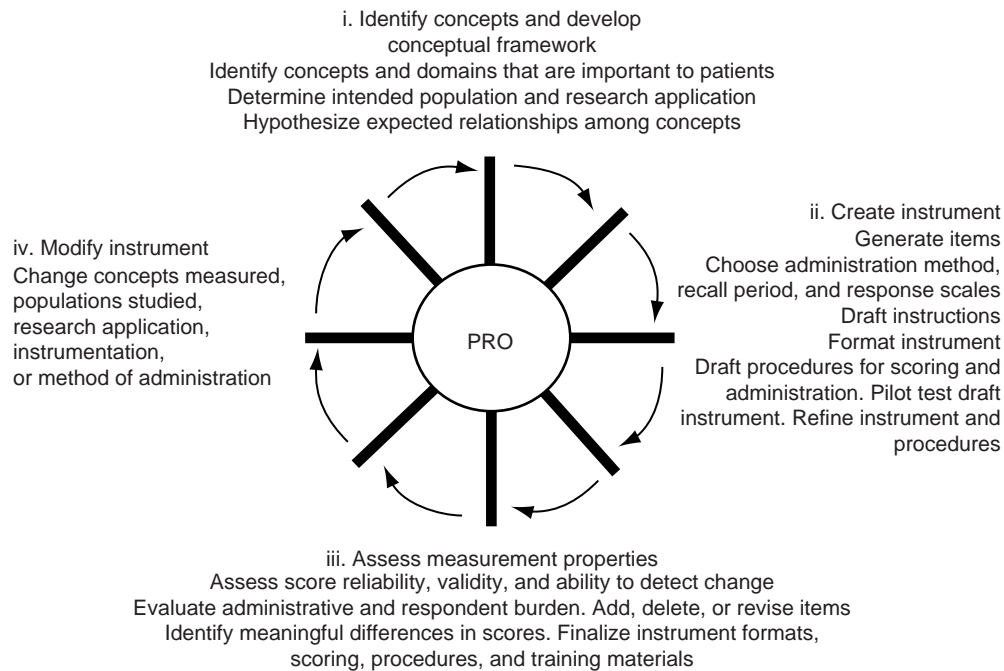 i. Identify concepts and develop
conceptual framework
Identify concepts and domains that are important to patients
Determine intended population and research application
Hypothesize expected relationships among concepts
ii. Create instrument
Generate items
Choose administration method,
recall period, and response scales
Draft instructions
Format instrument
Draft procedures for scoring and
administration. Pilot test draft
instrument. Refine instrument and
procedures
iv. Modify instrument
Change concepts measured,
populations studied,
research application,
instrumentation,
or method of administration
PRO
iii. Assess measurement properties
Assess score reliability, validity, and ability to detect change
Evaluate administrative and respondent burden. Add, delete, or revise items
Identify meaningful differences in scores. Finalize instrument formats,
scoring, procedures, and training materials